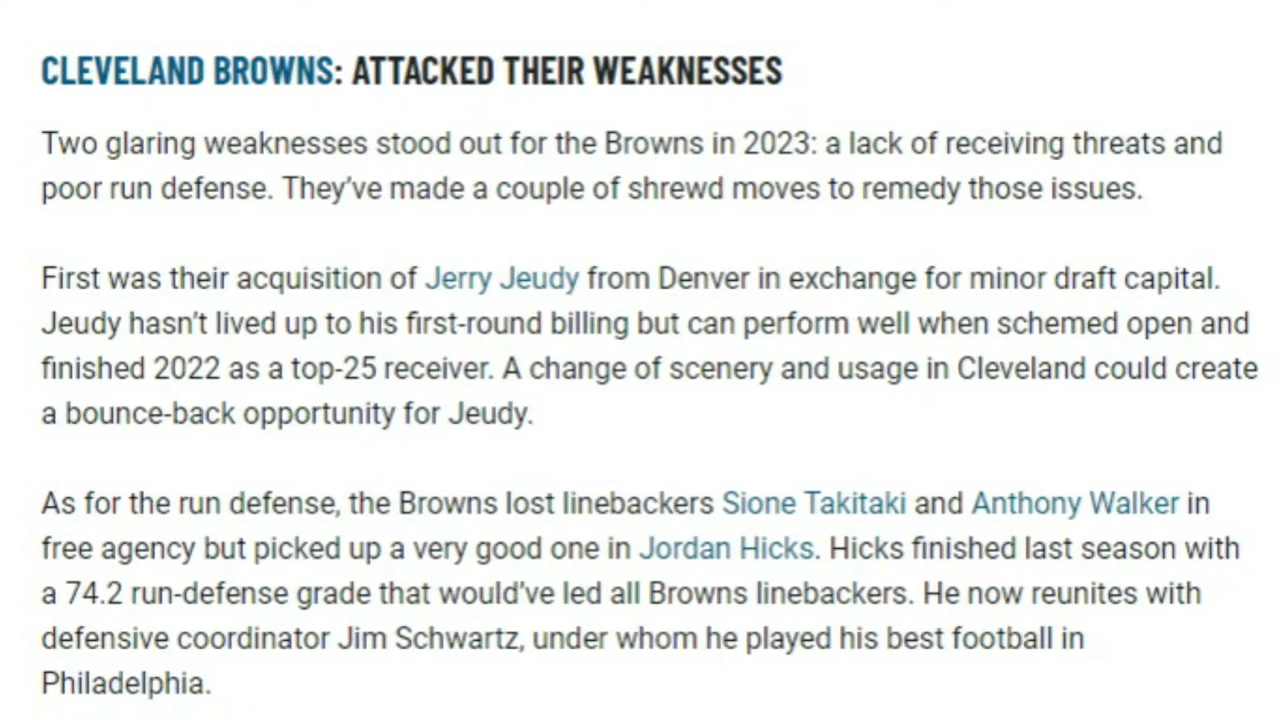 CLEVELAND BROWNS: ATTACKED THEIR WEAKNESSES
Two glaring weaknesses stood out for the Browns in 2023: a lack of receiving threats and
poor run defense. They’ve made a couple of shrewd moves to remedy those issues.
First was their acquisition of Jerry Jeudy from Denver in exchange for minor draft capital.
Jeudy hasn’t lived up to his first-round billing but can perform well when schemed open and
finished 2022 as a top-25 receiver. A change of scenery and usage in Cleveland could create
a bounce-back opportunity for Jeudy.
As for the run defense, the Browns lost linebackers Sione Takitaki and Anthony Walker in
free agency but picked up a very good one in Jordan Hicks. Hicks finished last season with
a 74.2 run-defense grade that would’ve led all Browns linebackers. He now reunites with
defensive coordinator Jim Schwartz, under whom he played his best football in
Philadelphia.